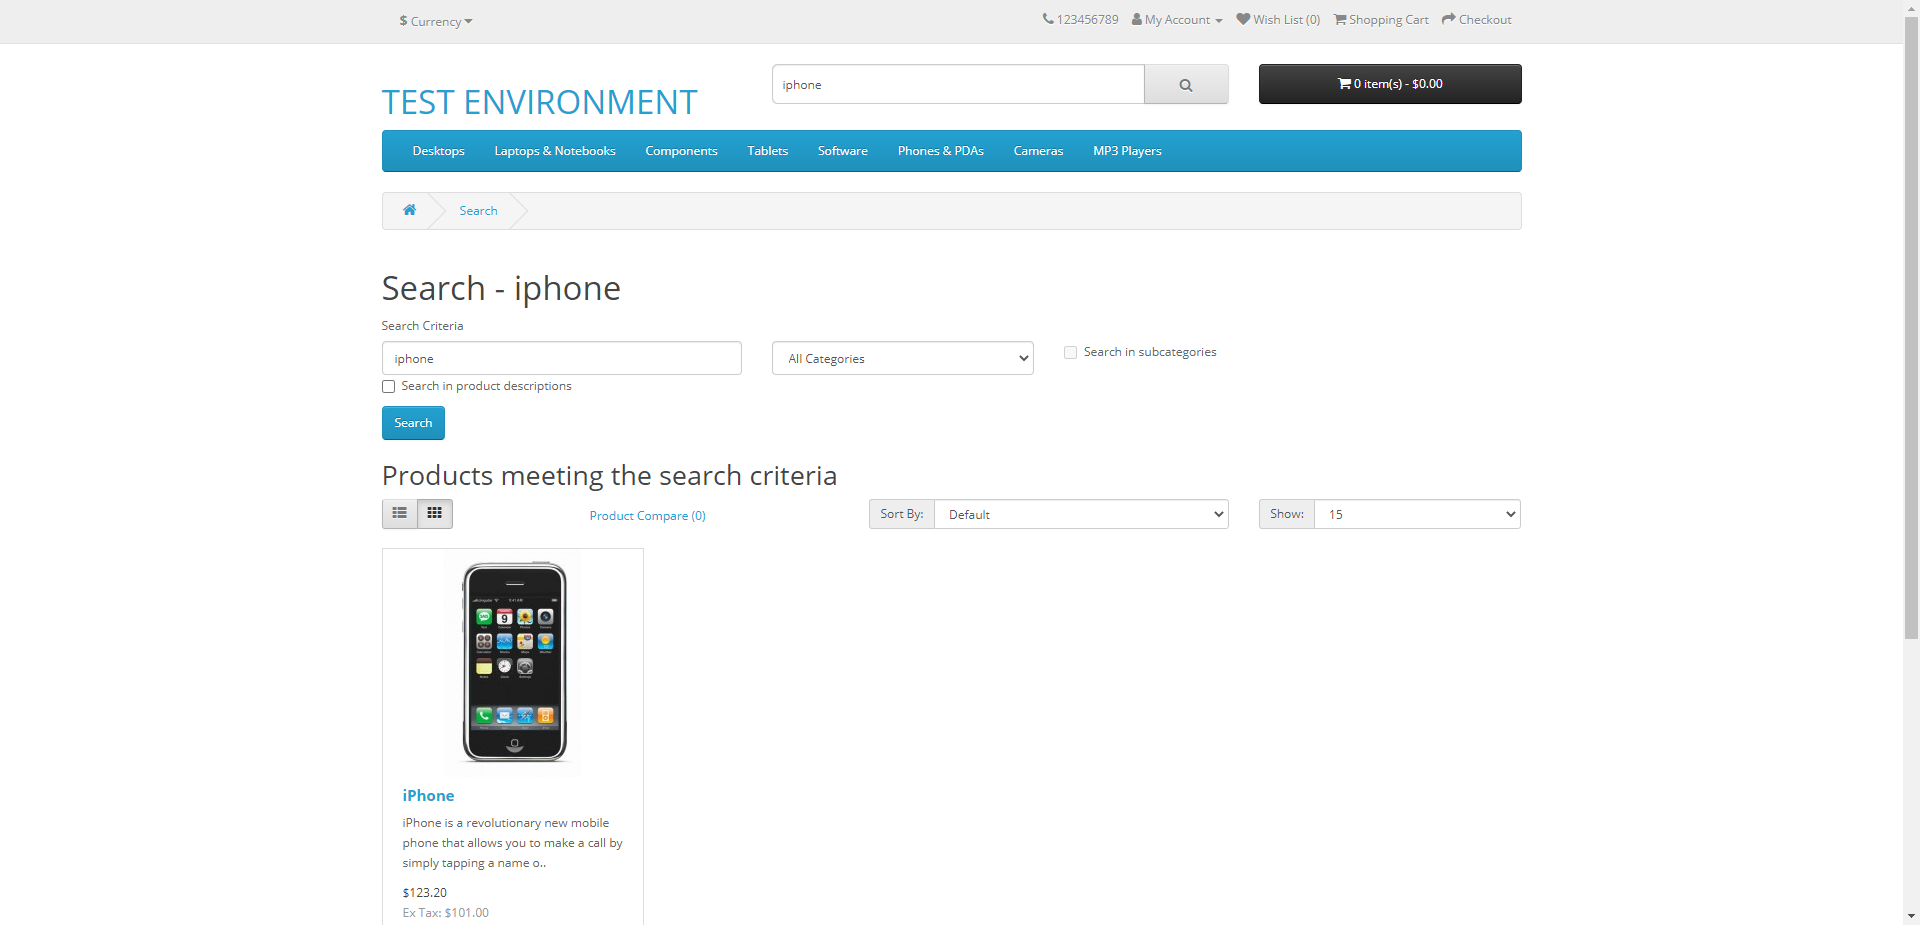 $ Currency
123456789 My Account Wish List (0) Shopping Cart Checkout
TEST ENVIRONMENT
iphone
0 item(s) - $0.00
Desktops Laptops & Notebooks Components Tablets Software Phones & PDAs Cameras MP3 Players
Search
Search - iphone
Search Criteria
iphone
All Categories
Search in subcategories
Search in product descriptions
Search
Products meeting the search criteria
Product Compare (0)
Sort By: Default
Show: 15
iPhone
iPhone is a revolutionary new mobile
phone that allows you to make a call by
simply tapping a name o..
$123.20
Ex Tax: $101.00